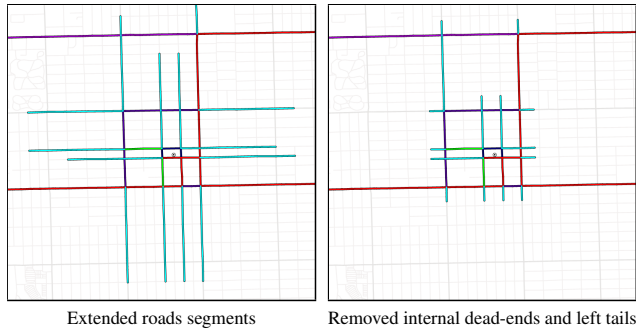 Extended roads segments
Removed internal dead-ends and left tails